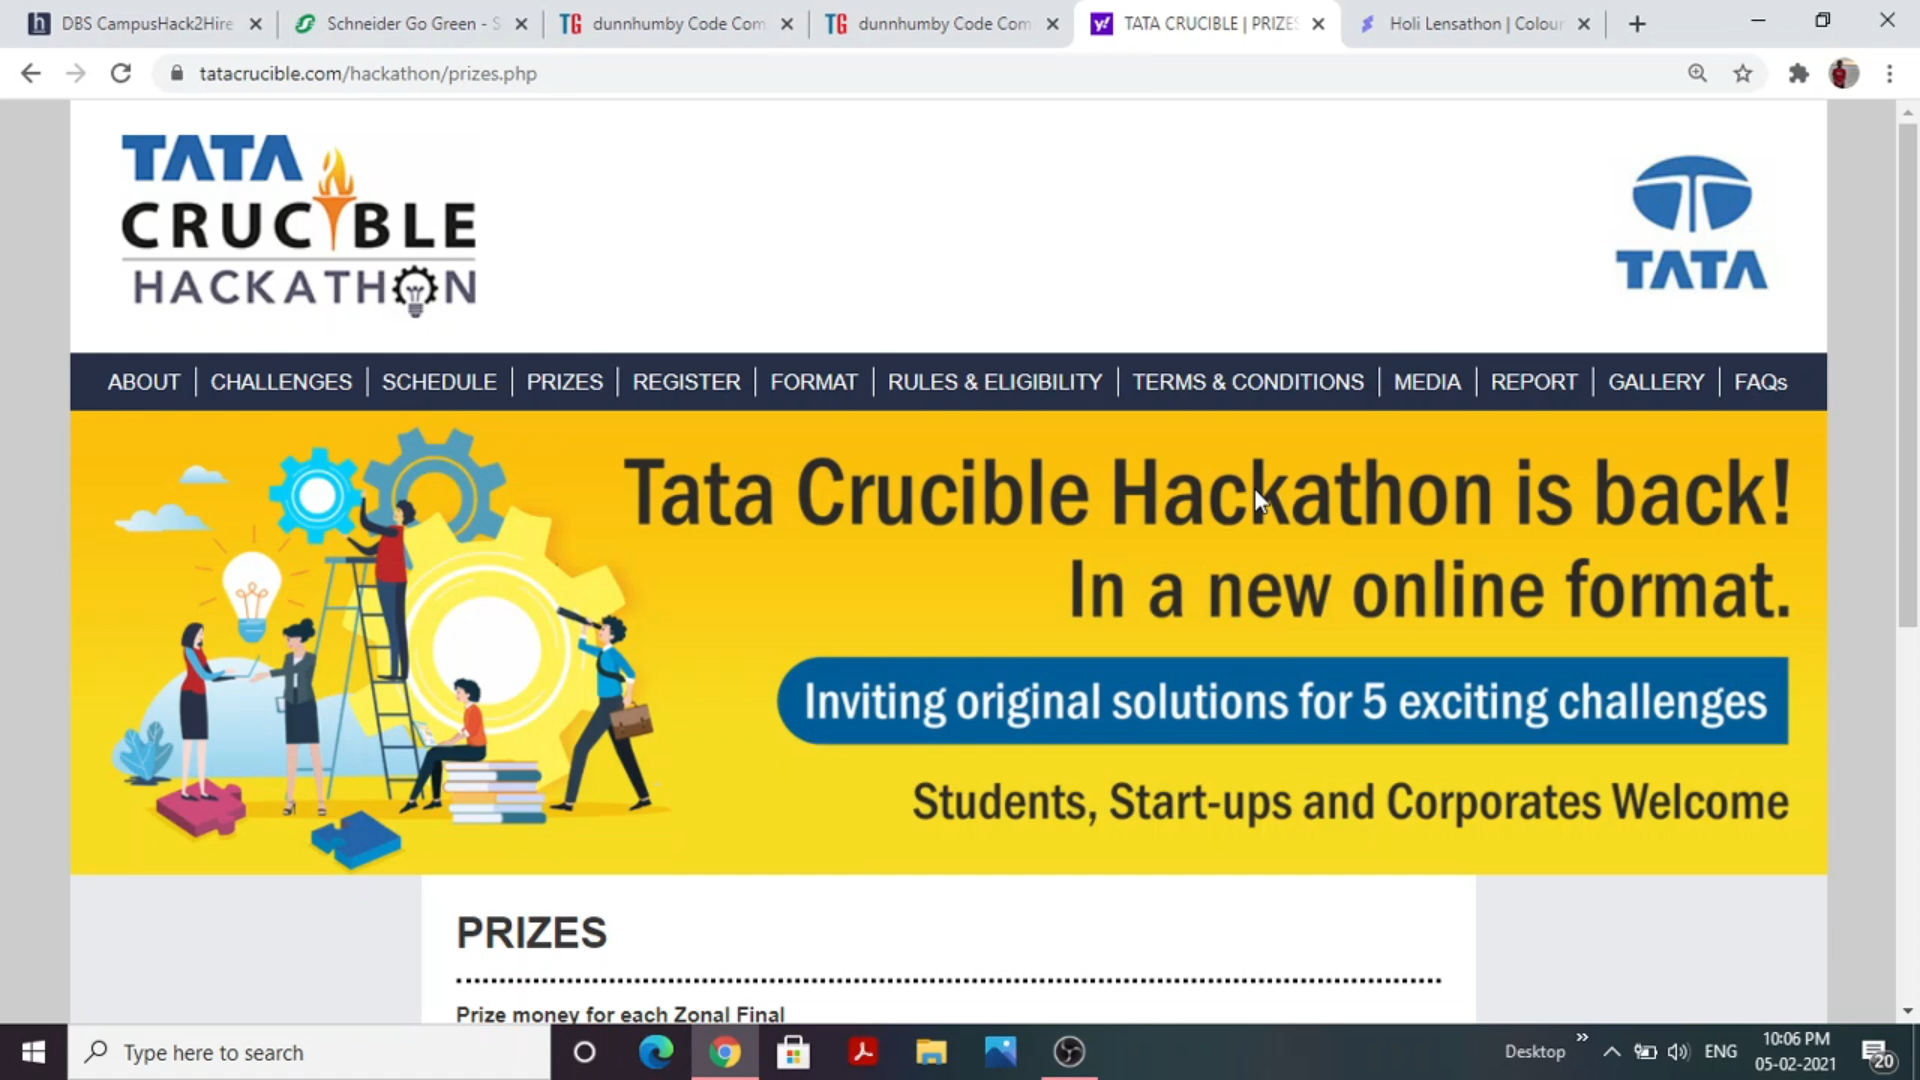 DBS CampusHack2Hire
Schneider Go Green - S
TG dunnhumby Code Com
TG dunnhumby Code Com
y! TATA CRUCIBLE | PRIZES
Holi Lensathon | Colour
tatacrucible.com/hackathon/prizes.php
TATA
CRUCIBLE
HACKATHON
TATA
ABOUT | CHALLENGES | SCHEDULE | PRIZES | REGISTER | FORMAT | RULES & ELIGIBILITY | TERMS & CONDITIONS | MEDIA | REPORT | GALLERY | FAQs
Tata Crucible Hackathon is back!
In a new online format.
Inviting original solutions for 5 exciting challenges
Students, Start-ups and Corporates Welcome
PRIZES
Prize money for each Zonal Final
Type here to search
Desktop
ENG
10:06 PM
05-02-2021
20